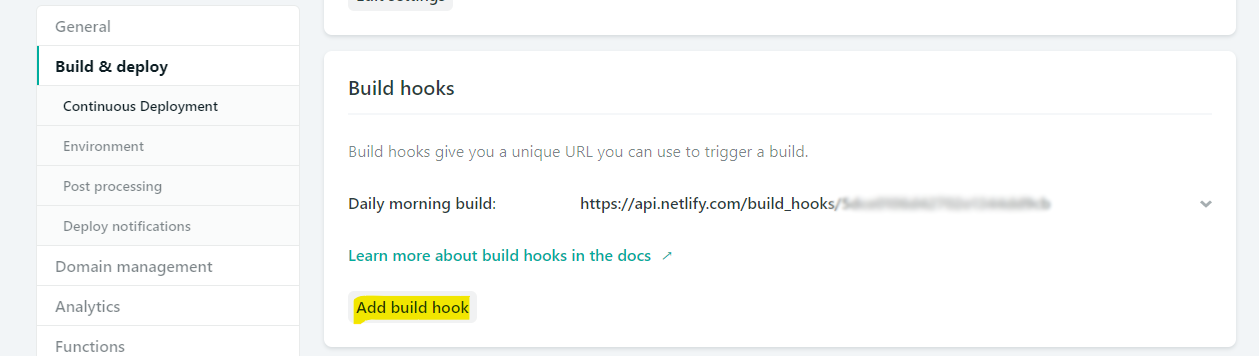 General
Build & deploy
Continuous Deployment
Environment
Post processing
Deploy notifications
Domain management
Analytics
Functions
Edit settings
Build hooks
Build hooks give you a unique URL you can use to trigger a build.
Daily morning build: https://api.netlify.com/build_hooks/
Learn more about build hooks in the docs ↗
Add build hook